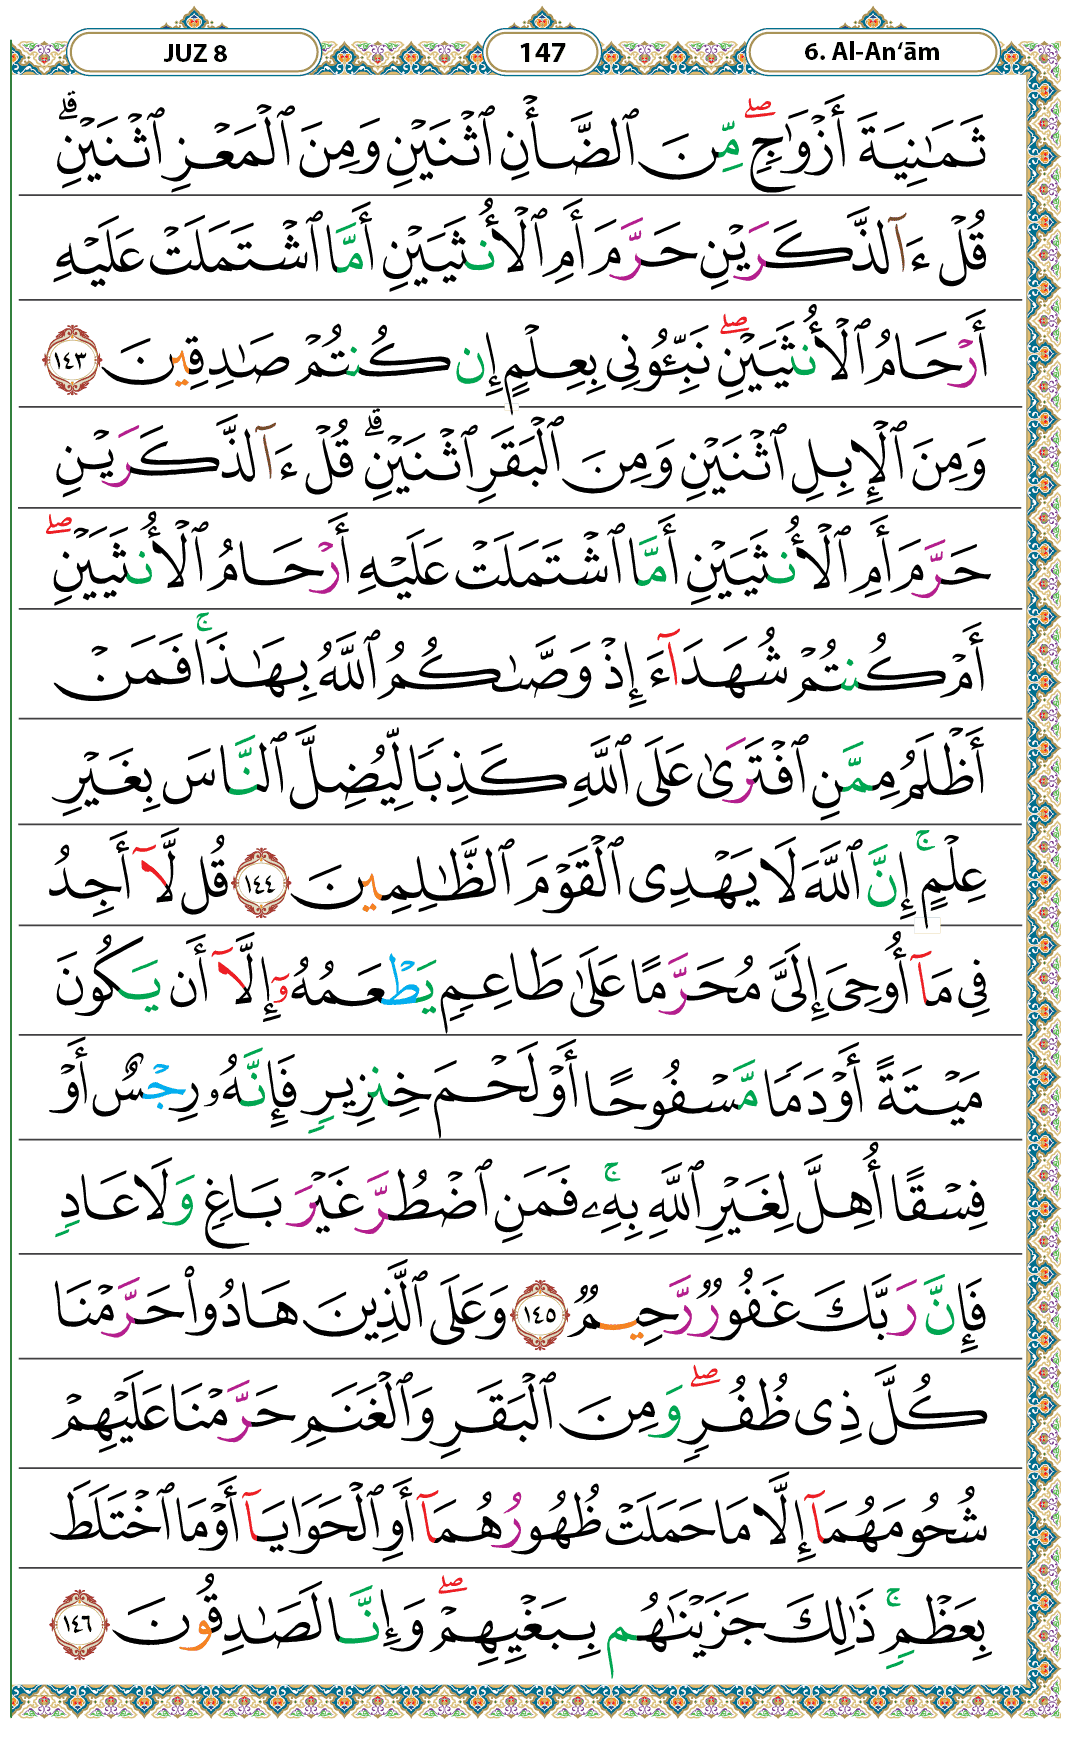 JUZ 8 147 6. Al-An‘ām
ثَمَـٰنِيَةَ أَزْوَٰجٍۖ مِّنَ ٱلضَّأْنِ ٱثْنَيْنِ وَمِنَ ٱلْمَعْزِ ٱثْنَيْنِۗ
قُلْ ءَآلذَّكَرَيْنِ حَرَّمَ أَمِ ٱلْأُنثَيَيْنِ أَمَّا ٱشْتَمَلَتْ عَلَيْهِ
أَرْحَامُ ٱلْأُنثَيَيْنِۖ نَبِّـُٔونِى بِعِلْمٍ إِن كُنتُمْ صَـٰدِقِينَ ١٤٣
وَمِنَ ٱلْإِبِلِ ٱثْنَيْنِ وَمِنَ ٱلْبَقَرِ ٱثْنَيْنِۗ قُلْ ءَآلذَّكَرَيْنِ
حَرَّمَ أَمِ ٱلْأُنثَيَيْنِ أَمَّا ٱشْتَمَلَتْ عَلَيْهِ أَرْحَامُ ٱلْأُنثَيَيْنِۖ
أَمْ كُنتُمْ شُهَدَآءَ إِذْ وَصَّىٰكُمُ ٱللَّهُ بِهَـٰذَاۚ فَمَنْ
أَظْلَمُ مِمَّنِ ٱفْتَرَىٰ عَلَى ٱللَّهِ كَذِبًا لِّيُضِلَّ ٱلنَّاسَ بِغَيْرِ
عِلْمٍۚ إِنَّ ٱللَّهَ لَا يَهْدِى ٱلْقَوْمَ ٱلظَّـٰلِمِينَ ١٤٤ قُل لَّآ أَجِدُ
فِى مَآ أُوحِىَ إِلَىَّ مُحَرَّمًا عَلَىٰ طَاعِمٍ يَطْعَمُهُۥٓ إِلَّآ أَن يَكُونَ
مَيْتَةً أَوْ دَمًا مَّسْفُوحًا أَوْ لَحْمَ خِنزِيرٍ فَإِنَّهُۥ رِجْسٌ أَوْ
فِسْقًا أُهِلَّ لِغَيْرِ ٱللَّهِ بِهِۦۚ فَمَنِ ٱضْطُرَّ غَيْرَ بَاغٍ وَلَا عَادٍ
فَإِنَّ رَبَّكَ غَفُورٌ رَّحِيمٌ ١٤٥ وَعَلَى ٱلَّذِينَ هَادُوا۟ حَرَّمْنَا
كُلَّ ذِى ظُفُرٍۖ وَمِنَ ٱلْبَقَرِ وَٱلْغَنَمِ حَرَّمْنَا عَلَيْهِمْ
شُحُومَهُمَآ إِلَّا مَا حَمَلَتْ ظُهُورُهُمَآ أَوِ ٱلْحَوَايَآ أَوْ مَا ٱخْتَلَطَ
بِعَظْمٍۚ ذَٰلِكَ جَزَيْنَـٰهُم بِبَغْيِهِمْۖ وَإِنَّا لَصَـٰدِقُونَ ١٤٦